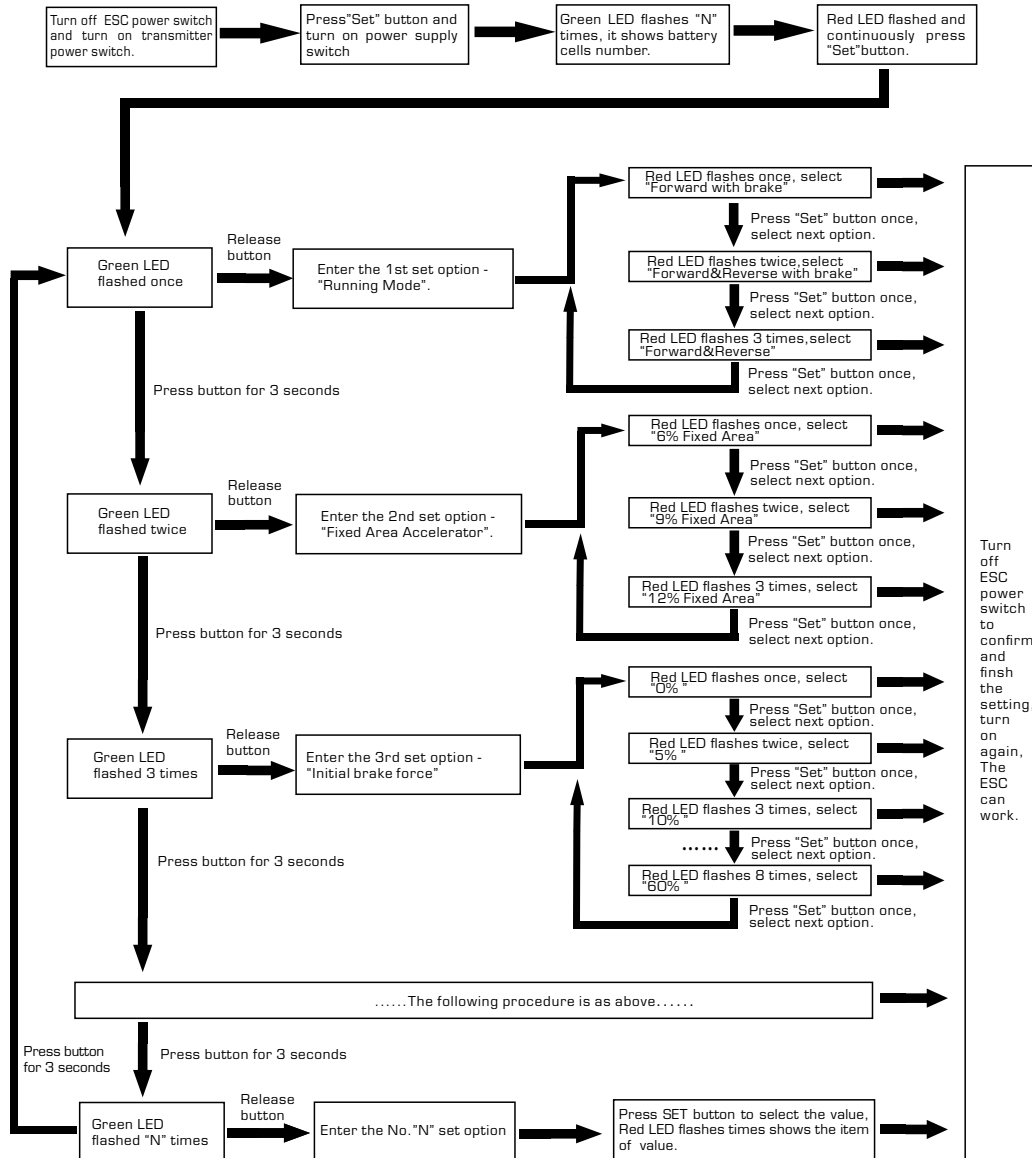 Turn off ESC power switch
and turn on transmitter
power switch.
Press"Set" button and
turn on power supply
switch
Green LED flashes "N"
times, it shows battery
cells number.
Red LED flashed and
continuously press
"Set"button.
Green LED
flashed once
Release
button
Enter the 1st set option -
"Running Mode".
Red LED flashes once, select
"Forward with brake"
Press "Set" button once,
select next option.
Red LED flashes twice,select
"Forward&Reverse with brake"
Press "Set" button once,
select next option.
Red LED flashes 3 times,select
"Forward&Reverse"
Press "Set" button once,
select next option.
Press button for 3 seconds
Green LED
flashed twice
Release
button
Enter the 2nd set option -
"Fixed Area Accelerator".
Red LED flashes once, select
"6% Fixed Area"
Press "Set" button once,
select next option.
Red LED flashes twice, select
"9% Fixed Area"
Press "Set" button once,
select next option.
Red LED flashes 3 times, select
"12% Fixed Area"
Press "Set" button once,
select next option.
Press button for 3 seconds
Green LED
flashed 3 times
Release
button
Enter the 3rd set option -
"Initial brake force"
Red LED flashes once, select
"0% "
Press "Set" button once,
select next option.
Red LED flashes twice, select
"5% "
Press "Set" button once,
select next option.
Red LED flashes 3 times, select
"10% "
......
Press "Set" button once,
select next option.
Red LED flashes 8 times, select
"60% "
Press "Set" button once,
select next option.
Press button for 3 seconds
......The following procedure is as above......
Press button
for 3 seconds
Press button for 3 seconds
Green LED
flashed "N" times
Release
button
Enter the No."N" set option
Press SET button to select the value,
Red LED flashes times shows the item
of value.
Turn
off
ESC
power
switch
to
confirm
and
finsh
the
setting,
turn
on
again,
The
ESC
can
work.